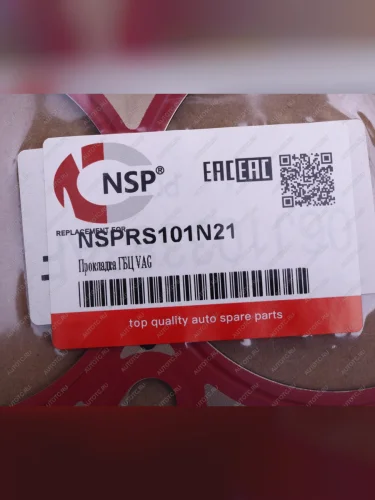 NSP®
EAC EAC
REPLACEMENT FOR
NSPRS101N21
Прокладка ГБЦ VAG
top quality auto spare parts